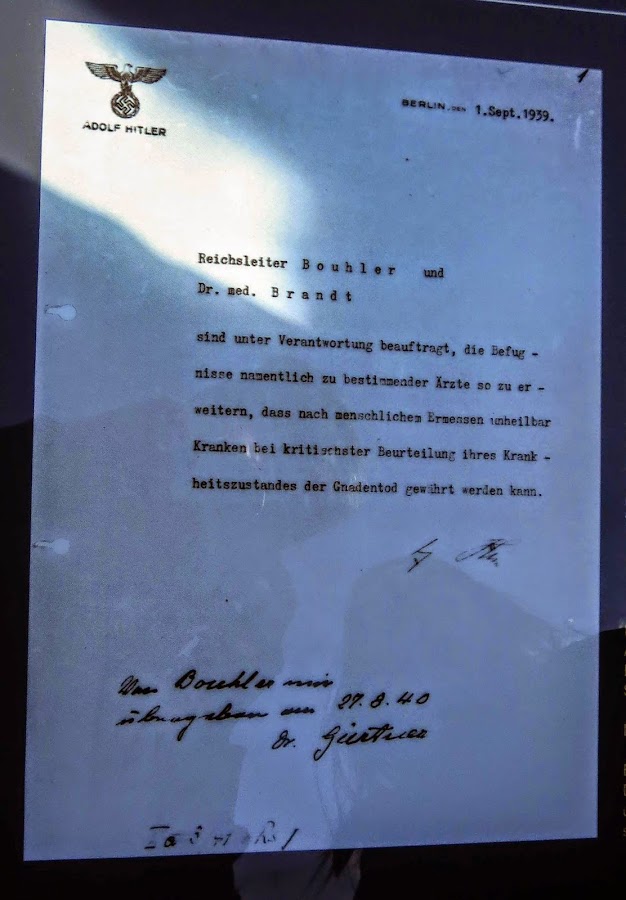 ADOLF HITLER
BERLIN, DEN 1.Sept.1939.
Reichsleiter Bouhler und
Dr. med. Brandt
sind unter Verantwortung beauftragt, die Befug -
nisse namentlich zu bestimmender Ärzte so zu er -
weitern, dass nach menschlichem Ermessen unheilbar
Kranken bei kritischster Beurteilung ihres Krank -
heitszustandes der Gnadentod gewährt werden kann.
Von Bouhler mir
übergeben am 27.8.40
Dr. Gürtner